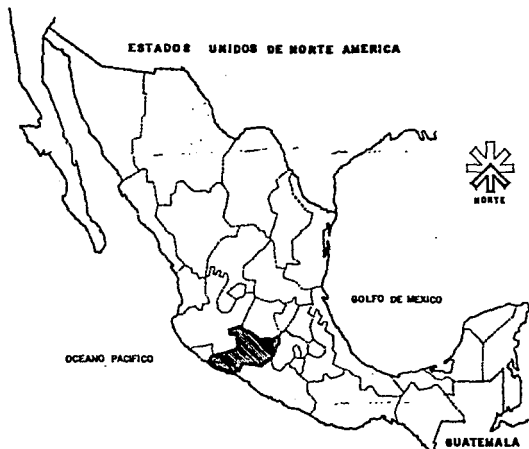 ESTADOS UNIDOS DE NORTE AMERICA
NORTE
GOLFO DE MEXICO
OCEANO PACIFICO
GUATEMALA